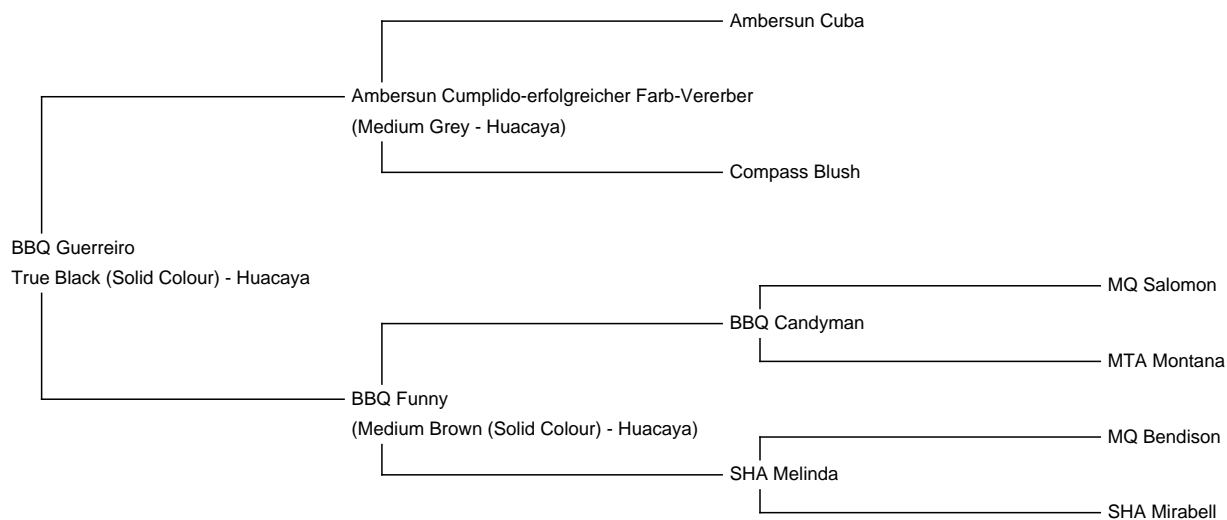 Ambersun Cuba
Ambersun Cumplido-erfolgreicher Farb-Vererber
(Medium Grey - Huacaya)
Compass Blush
BBQ Guerreiro
True Black (Solid Colour) - Huacaya
MQ Salomon
BBQ Candyman
MTA Montana
BBQ Funny
(Medium Brown (Solid Colour) - Huacaya)
MQ Bendison
SHA Melinda
SHA Mirabell